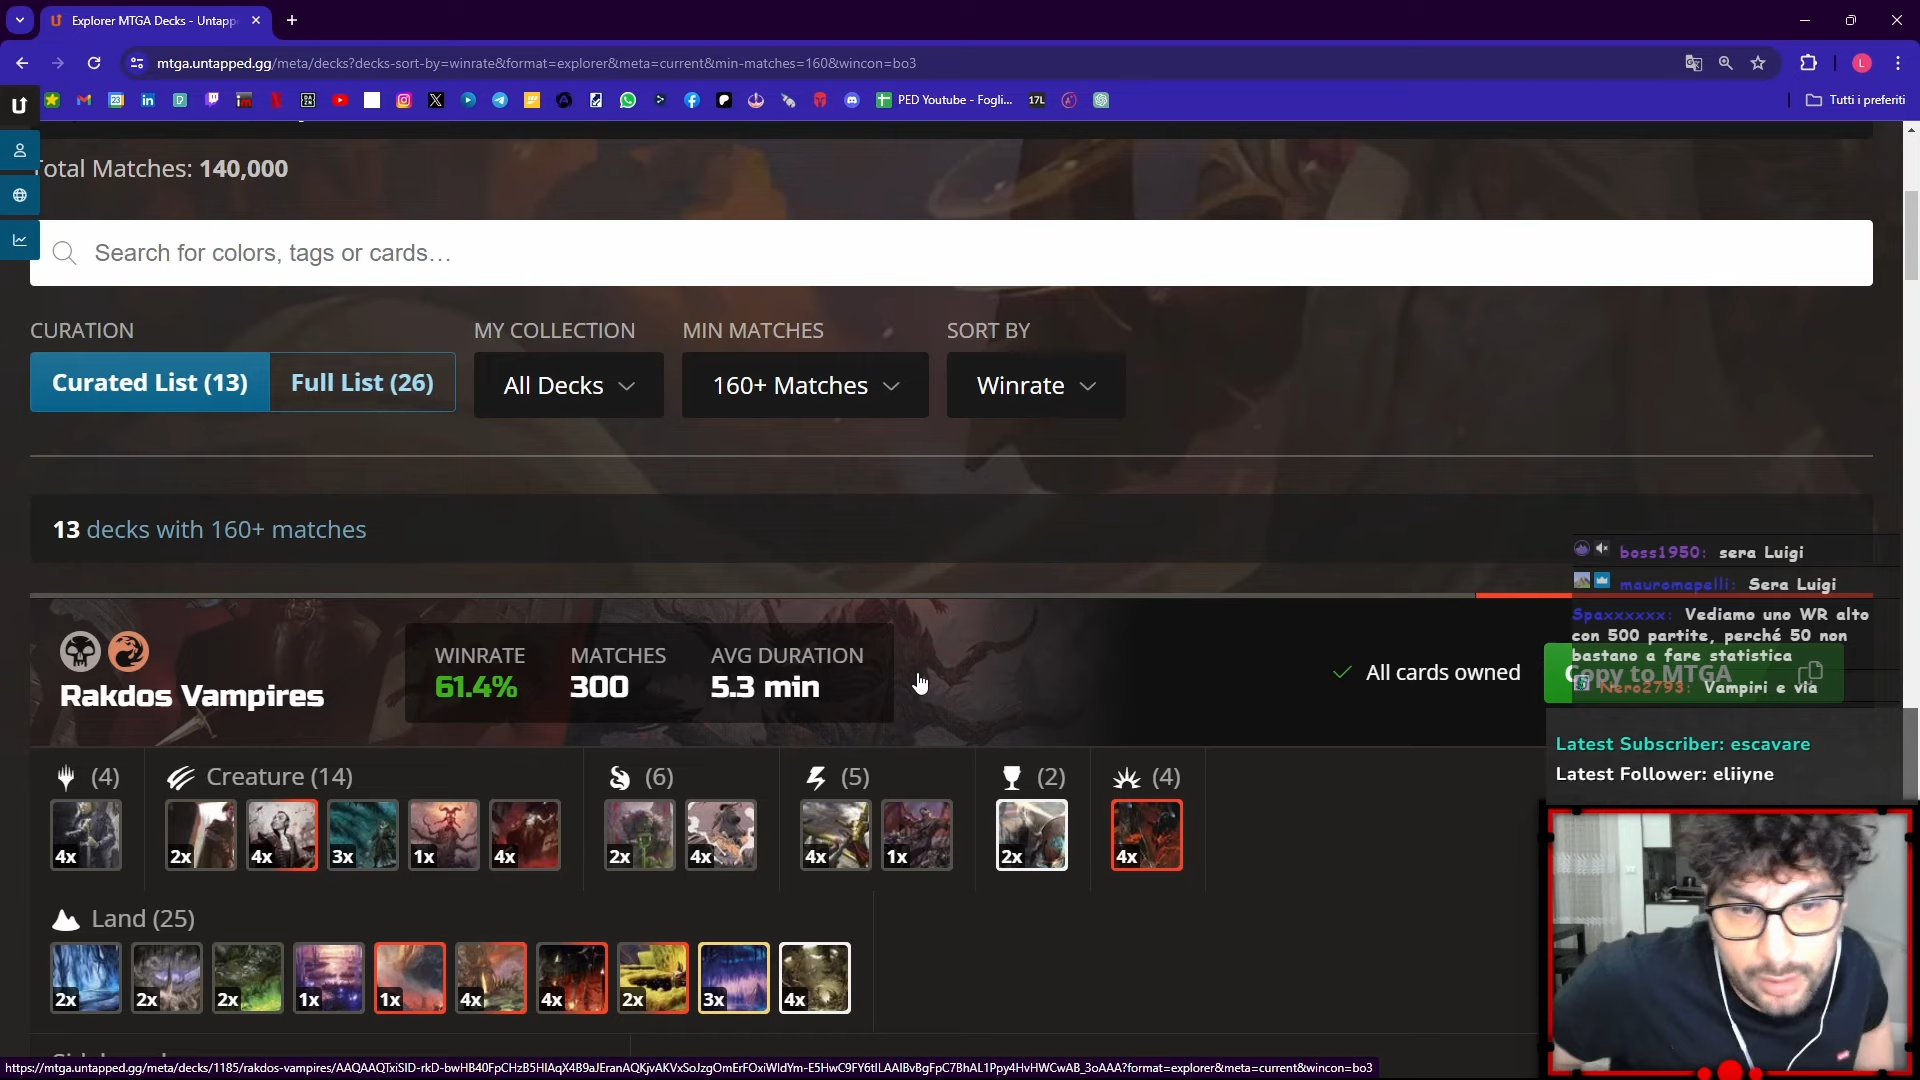 Explorer MTGA Decks - Untapp
mtga.untapped.gg/meta/decks?decks-sort-by=winrate&format=explorer&meta=current&min-matches=160&wincon=bo3
PED Youtube - Fogli...
17L
Tutti i preferiti
Total Matches: 140,000
Search for colors, tags or cards…
CURATION
MY COLLECTION
MIN MATCHES
SORT BY
Curated List (13)
Full List (26)
All Decks
160+ Matches
Winrate
13 decks with 160+ matches
boss1950: sera Luigi
mauromapelli: Sera Luigi
Spaxxxxxx: Vediamo uno WR alto
con 500 partite, perché 50 non
bastano a fare statistica
Nero2793: Vampiri e via
Rakdos Vampires
WINRATE
61.4%
MATCHES
300
AVG DURATION
5.3 min
All cards owned
Copy to MTGA
Latest Subscriber: escavare
Latest Follower: eliiyne
(4)
Creature (14)
(6)
(5)
(2)
(4)
4x
2x
4x
3x
1x
4x
2x
4x
4x
1x
2x
4x
Land (25)
2x
2x
2x
1x
1x
4x
4x
2x
3x
4x